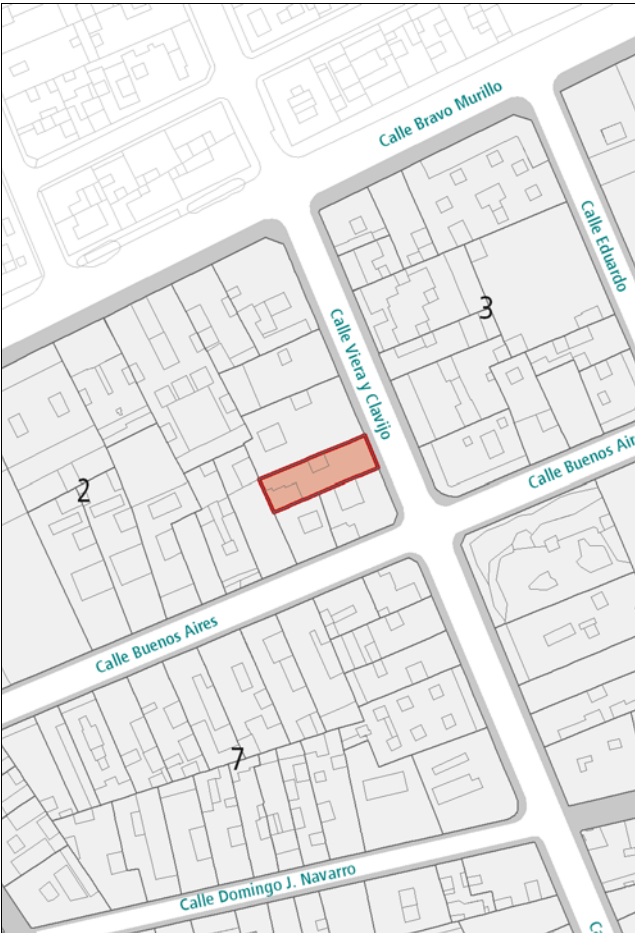 Calle Bravo Murillo
Calle Eduardo
3
Calle Viera y Clavijo
Calle Buenos Air
2
Calle Buenos Aires
7
Calle Domingo J. Navarro